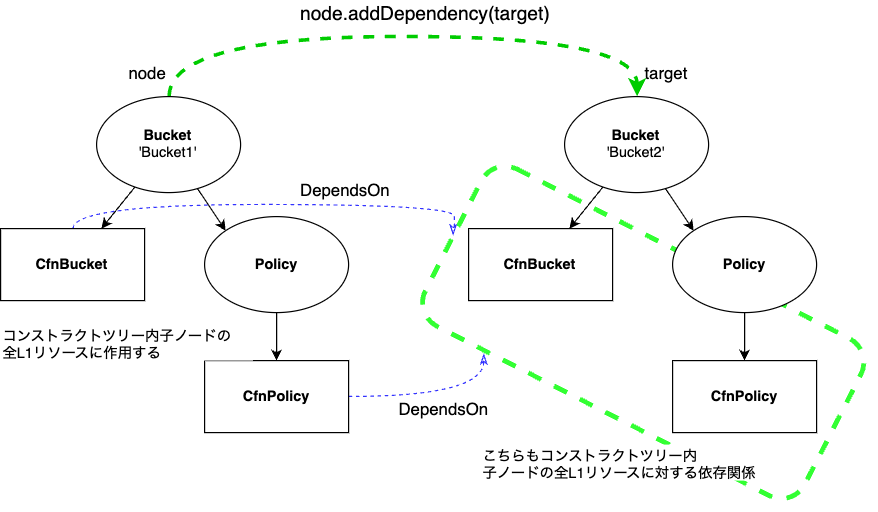 node.addDependency(target)
node
target
Bucket
'Bucket1'
Bucket
'Bucket2'
DependsOn
CfnBucket
Policy
CfnBucket
Policy
コンストラクトツリー内子ノードの
全L1リソースに作用する
CfnPolicy
DependsOn
CfnPolicy
こちらもコンストラクトツリー内
子ノードの全L1リソースに対する依存関係